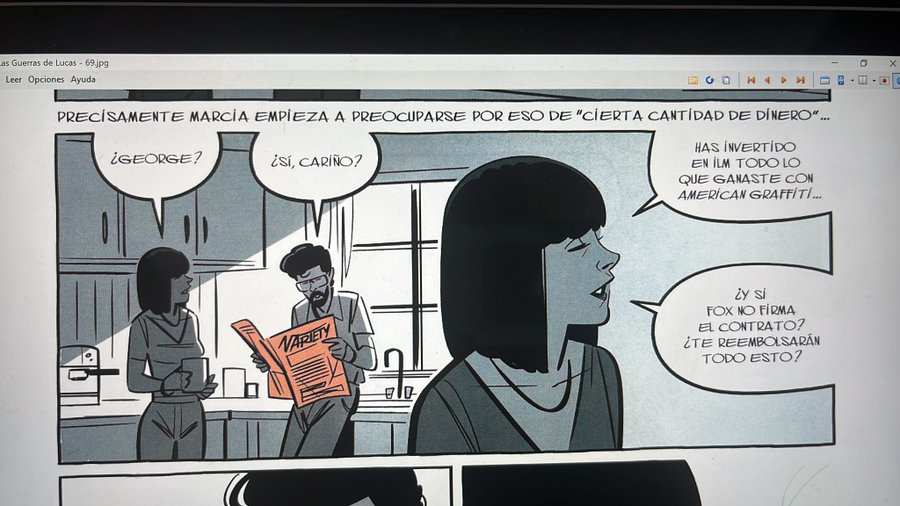 Las Guerras de Lucas - 69.jpg
Leer Opciones Ayuda
PRECISAMENTE MARCIA EMPIEZA A PREOCUPARSE POR ESO DE "CIERTA CANTIDAD DE DINERO"...
¿GEORGE?
¿SÍ, CARIÑO?
HAS INVERTIDO
EN ILM TODO LO
QUE GANASTE CON
AMERICAN GRAFFITI...
VARIETY
¿Y SI
FOX NO FIRMA
EL CONTRATO?
¿TE REEMBOLSARÁN
TODO ESTO?